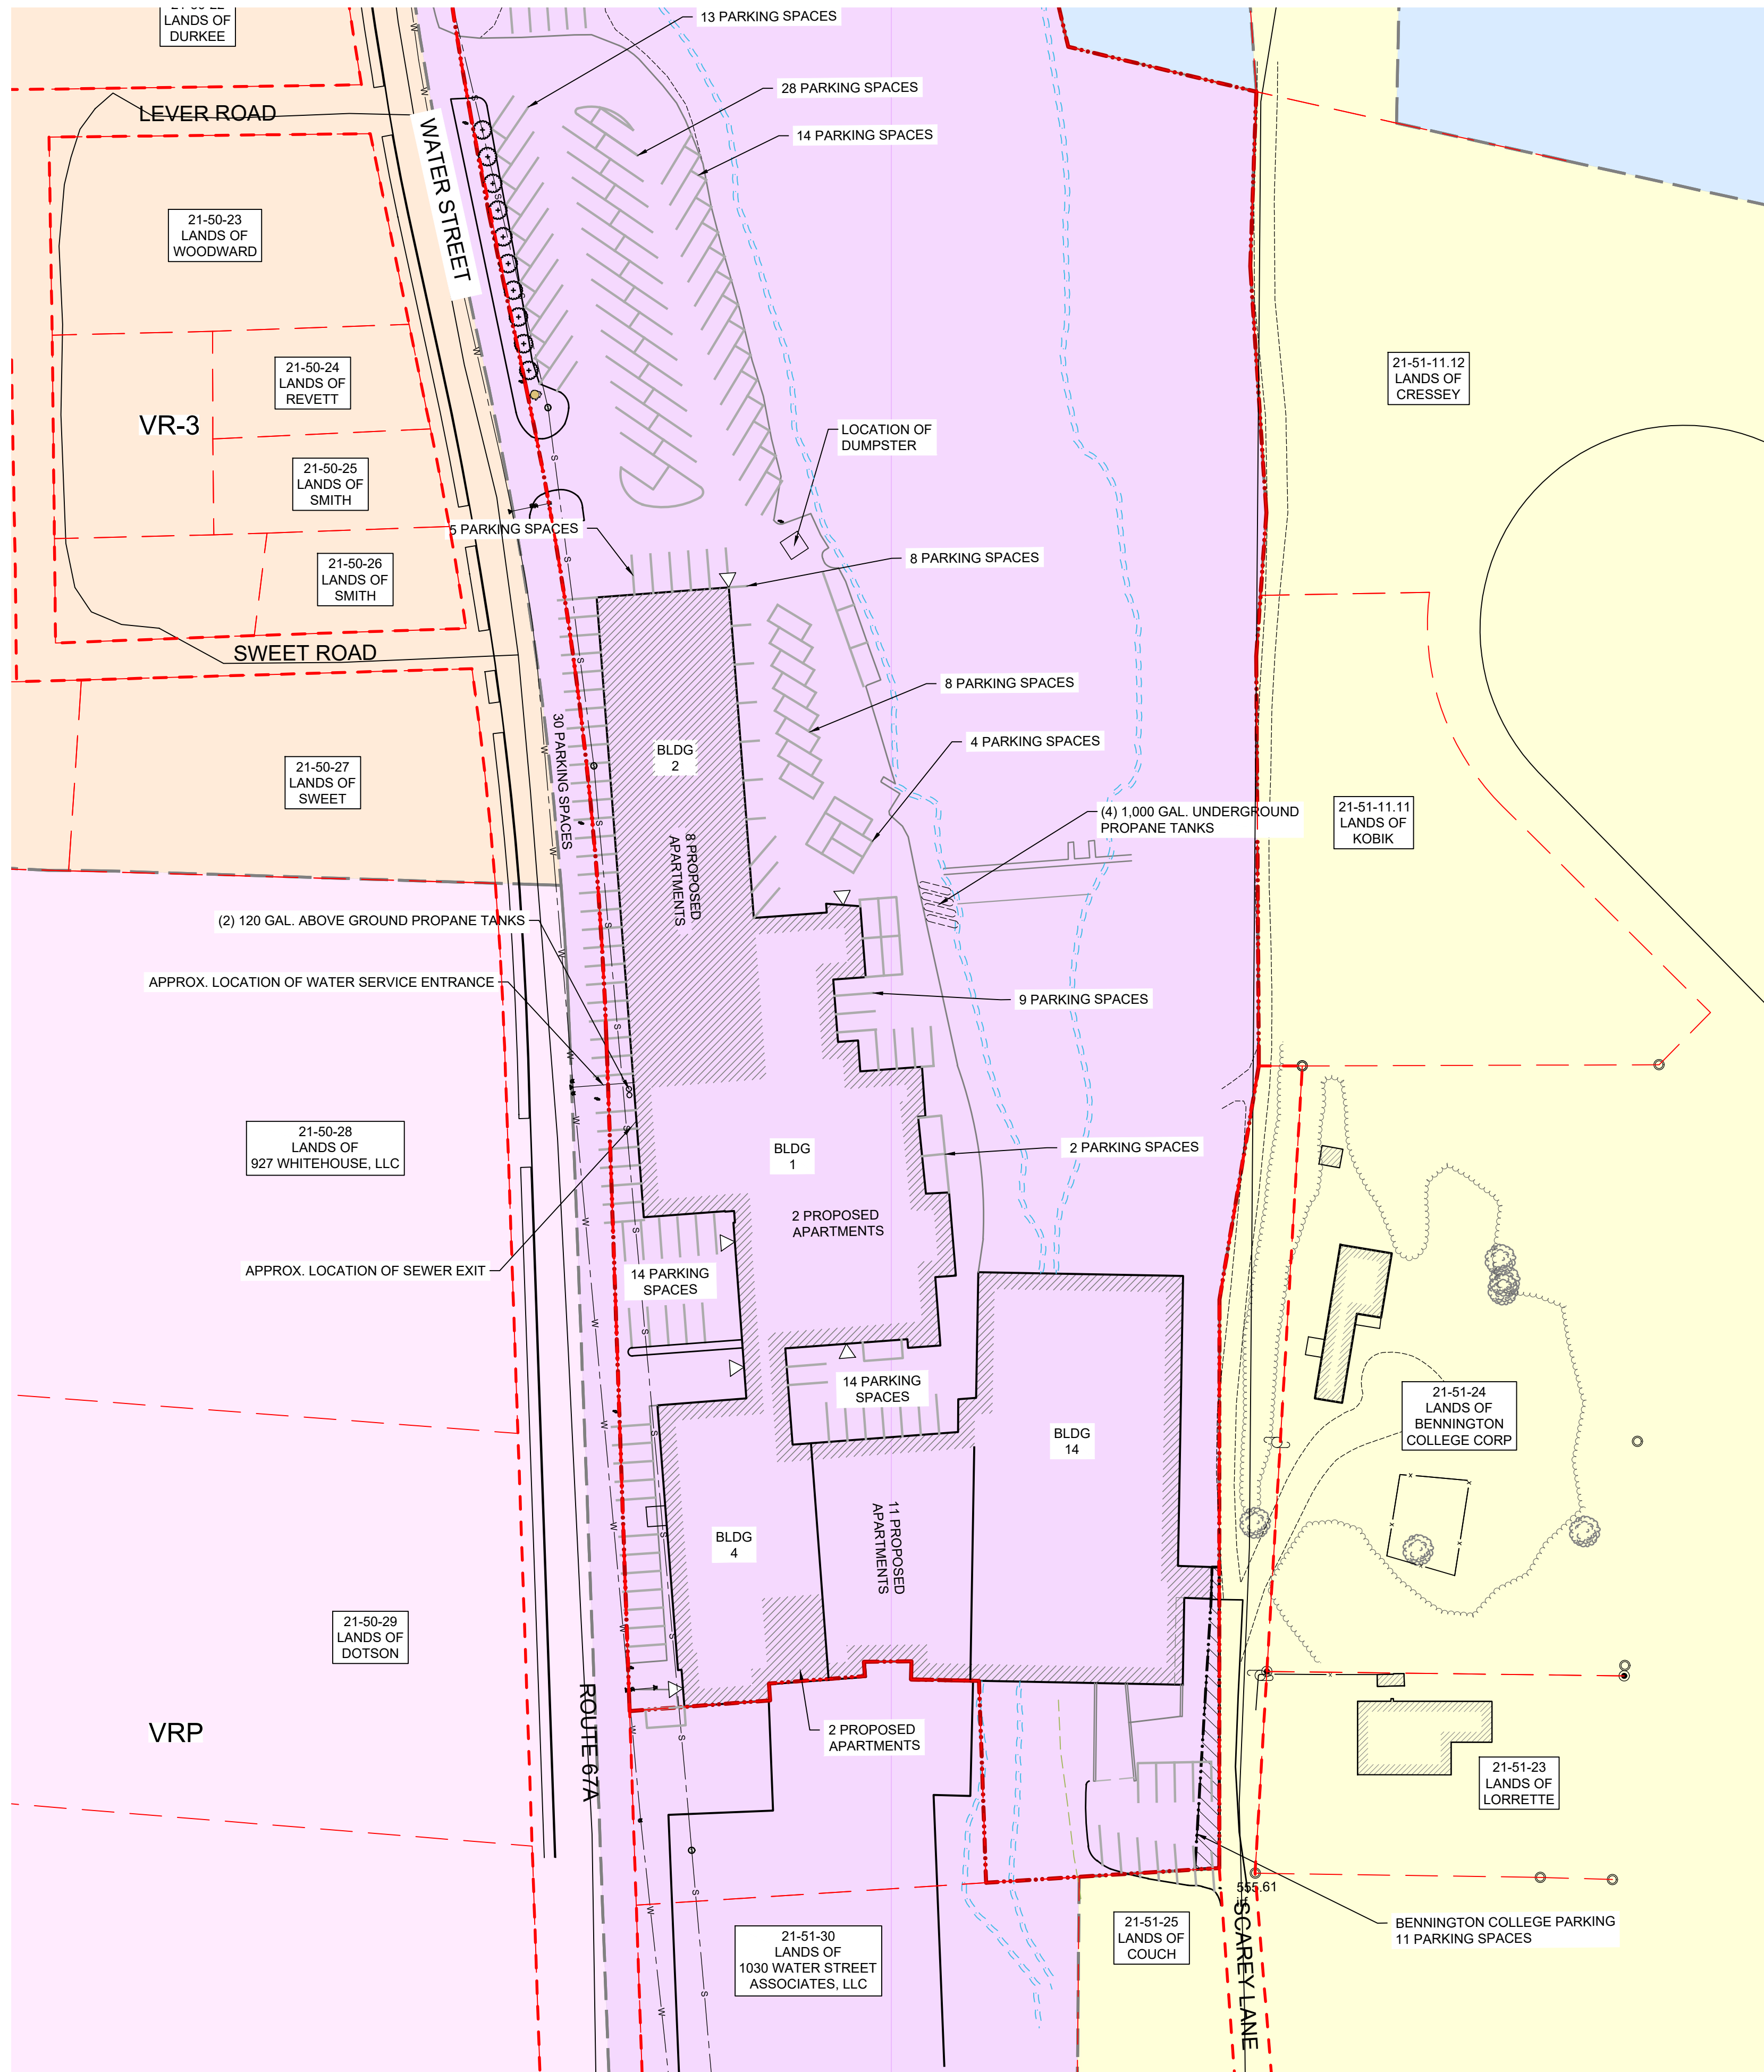 LANDS OF
DURKEE
13 PARKING SPACES
28 PARKING SPACES
14 PARKING SPACES
LEVER ROAD
WATER STREET
21-50-23
LANDS OF
WOODWARD
21-50-24
LANDS OF
REVETT
VR-3
21-50-25
LANDS OF
SMITH
21-50-26
LANDS OF
SMITH
21-51-11.12
LANDS OF
CRESSEY
LOCATION OF
DUMPSTER
5 PARKING SPACES
8 PARKING SPACES
SWEET ROAD
8 PARKING SPACES
30 PARKING SPACES
BLDG
2
4 PARKING SPACES
21-50-27
LANDS OF
SWEET
(4) 1,000 GAL. UNDERGROUND
PROPANE TANKS
21-51-11.11
LANDS OF
KOBIK
8 PROPOSED
APARTMENTS
(2) 120 GAL. ABOVE GROUND PROPANE TANKS
APPROX. LOCATION OF WATER SERVICE ENTRANCE
9 PARKING SPACES
21-50-28
LANDS OF
927 WHITEHOUSE, LLC
BLDG
1
2 PARKING SPACES
2 PROPOSED
APARTMENTS
APPROX. LOCATION OF SEWER EXIT
14 PARKING
SPACES
14 PARKING
SPACES
21-51-24
LANDS OF
BENNINGTON
COLLEGE CORP
BLDG
14
BLDG
4
11 PROPOSED
APARTMENTS
21-50-29
LANDS OF
DOTSON
VRP
ROUTE 67A
2 PROPOSED
APARTMENTS
21-51-23
LANDS OF
LORRETTE
555.61
SCAREY LANE
21-51-25
LANDS OF
COUCH
BENNINGTON COLLEGE PARKING
11 PARKING SPACES
21-51-30
LANDS OF
1030 WATER STREET
ASSOCIATES, LLC